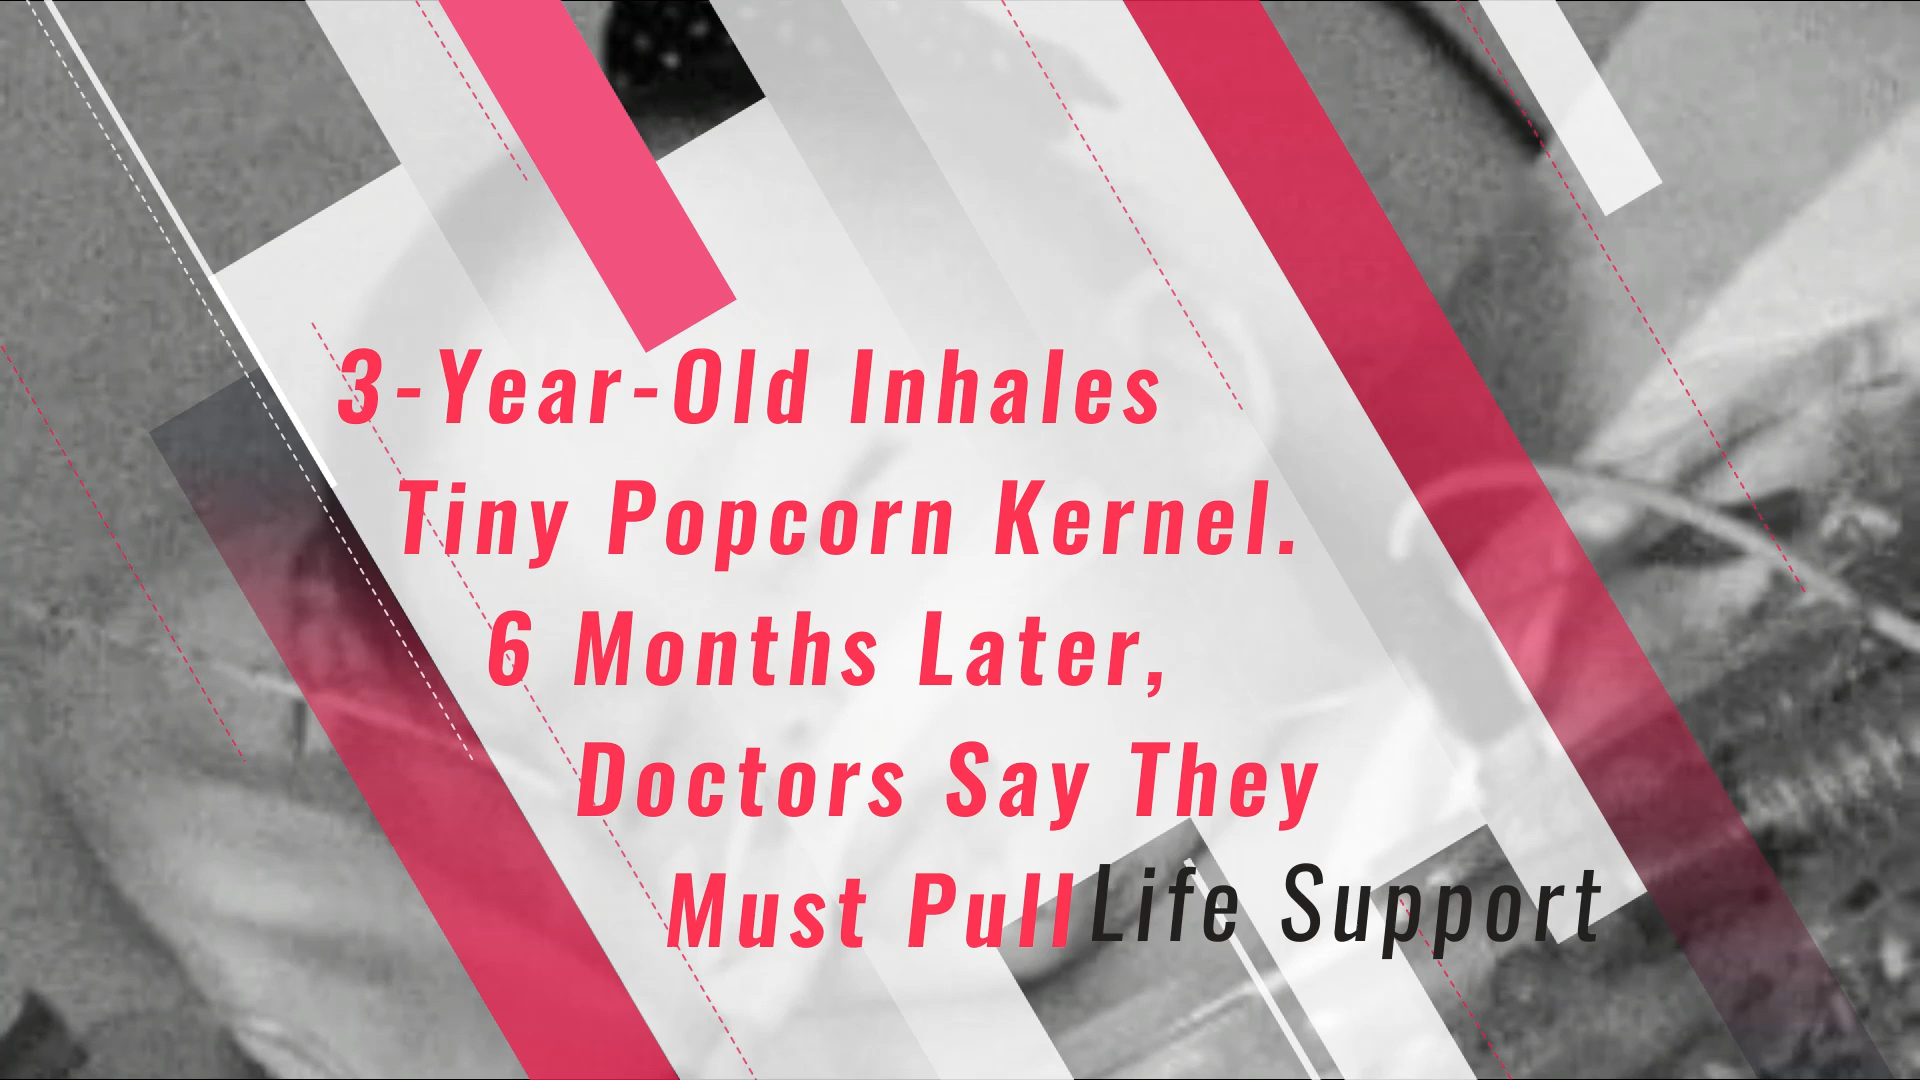 3-Year-Old Inhales
Tiny Popcorn Kernel.
6 Months Later,
Doctors Say They
Must Pull Life Support